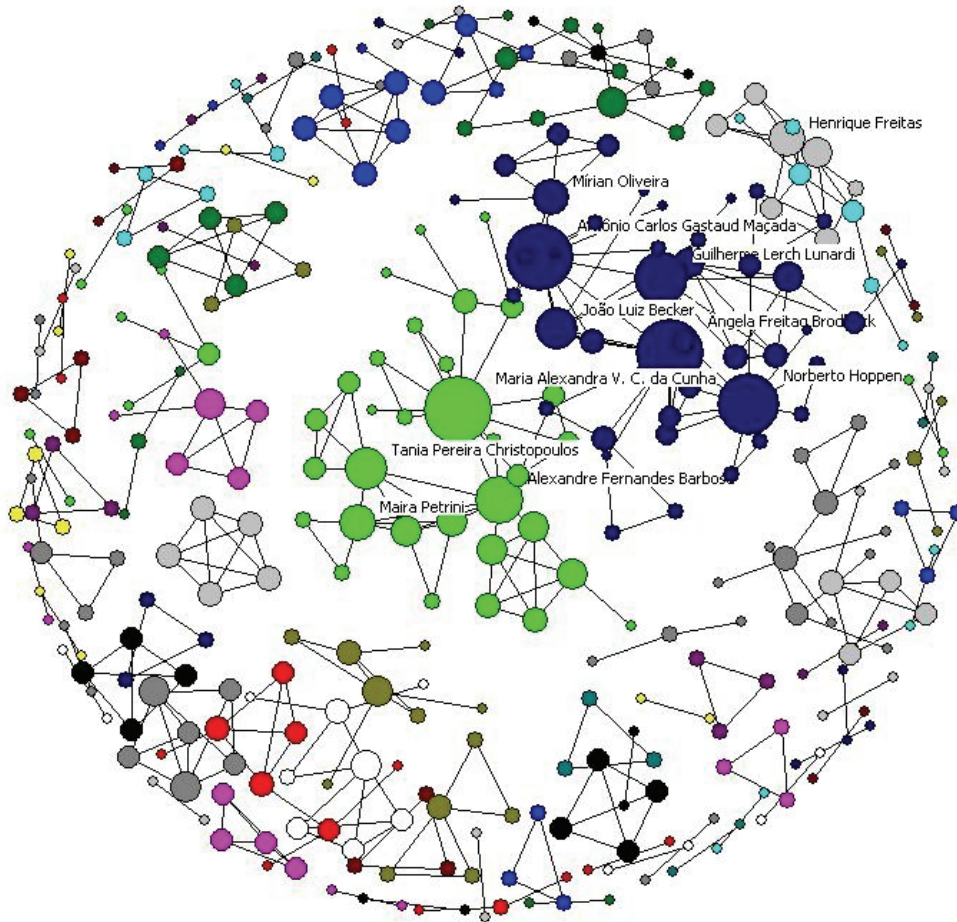 Henrique Freitas
Mírian Oliveira
Antônio Carlos Gastaud Maçada
Guilherme Lerch Lunardi
João Luiz Becker
Angela Freitag Brodbeck
Maria Alexandra V. C. da Cunha
Norberto Hoppen
Tania Pereira Christopoulos
Alexandre Fernandes Barbosa
Maira Petrini